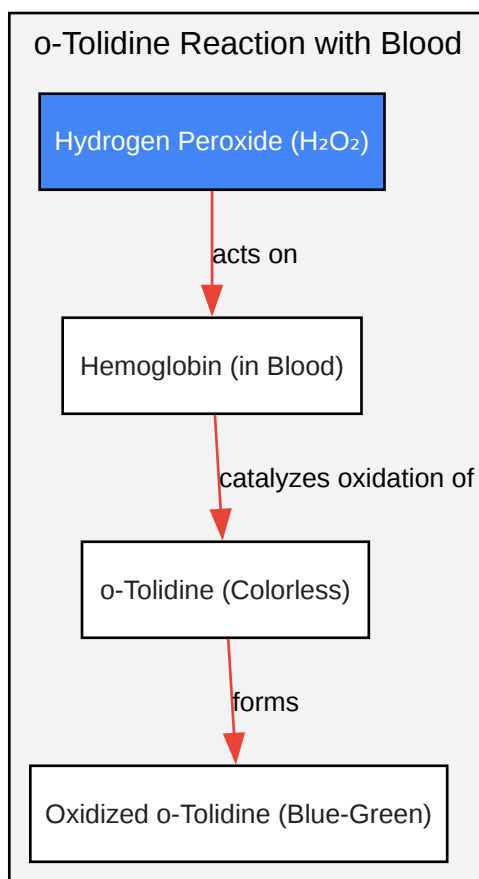 o-Tolidine Reaction with Blood
Hydrogen Peroxide (H₂O₂)
acts on
Hemoglobin (in Blood)
catalyzes oxidation of
o-Tolidine (Colorless)
forms
Oxidized o-Tolidine (Blue-Green)